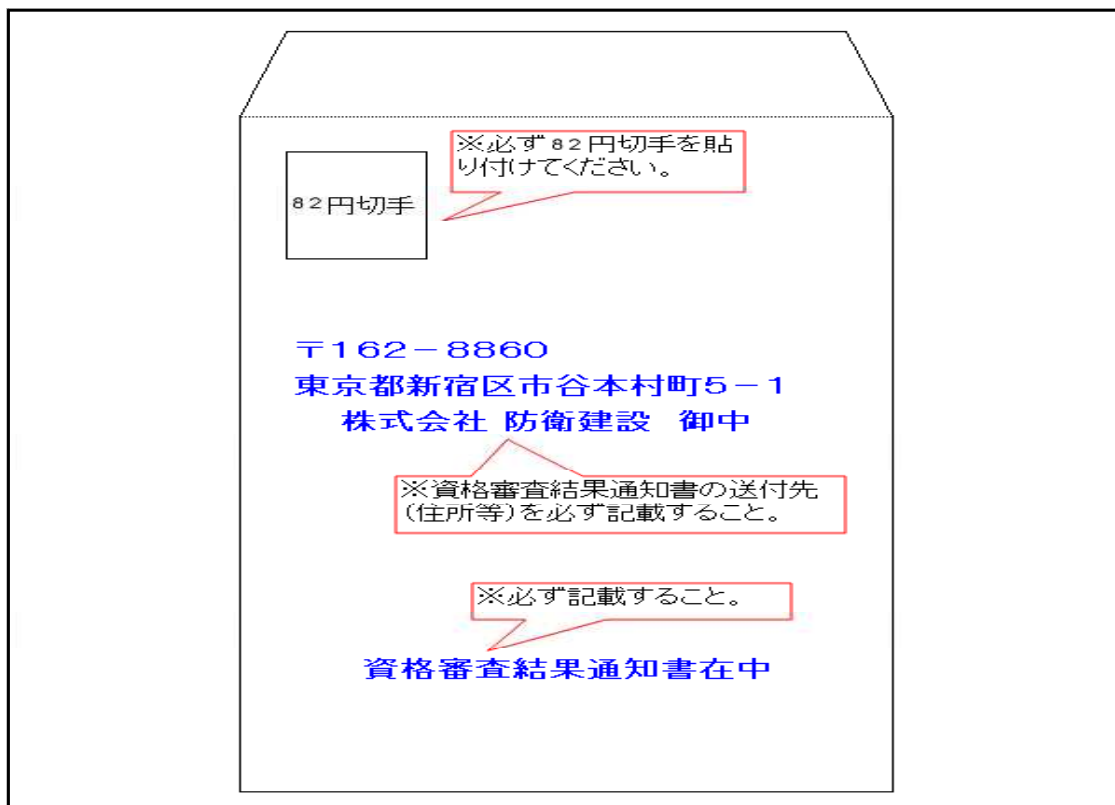 ※必ず82円切手を貼
り付けてください。
82円切手
〒162－8860
東京都新宿区市谷本村町5－1
株式会社 防衛建設 御中
※資格審査結果通知書の送付先
(住所等)を必ず記載すること。
※必ず記載すること。
資格審査結果通知書在中